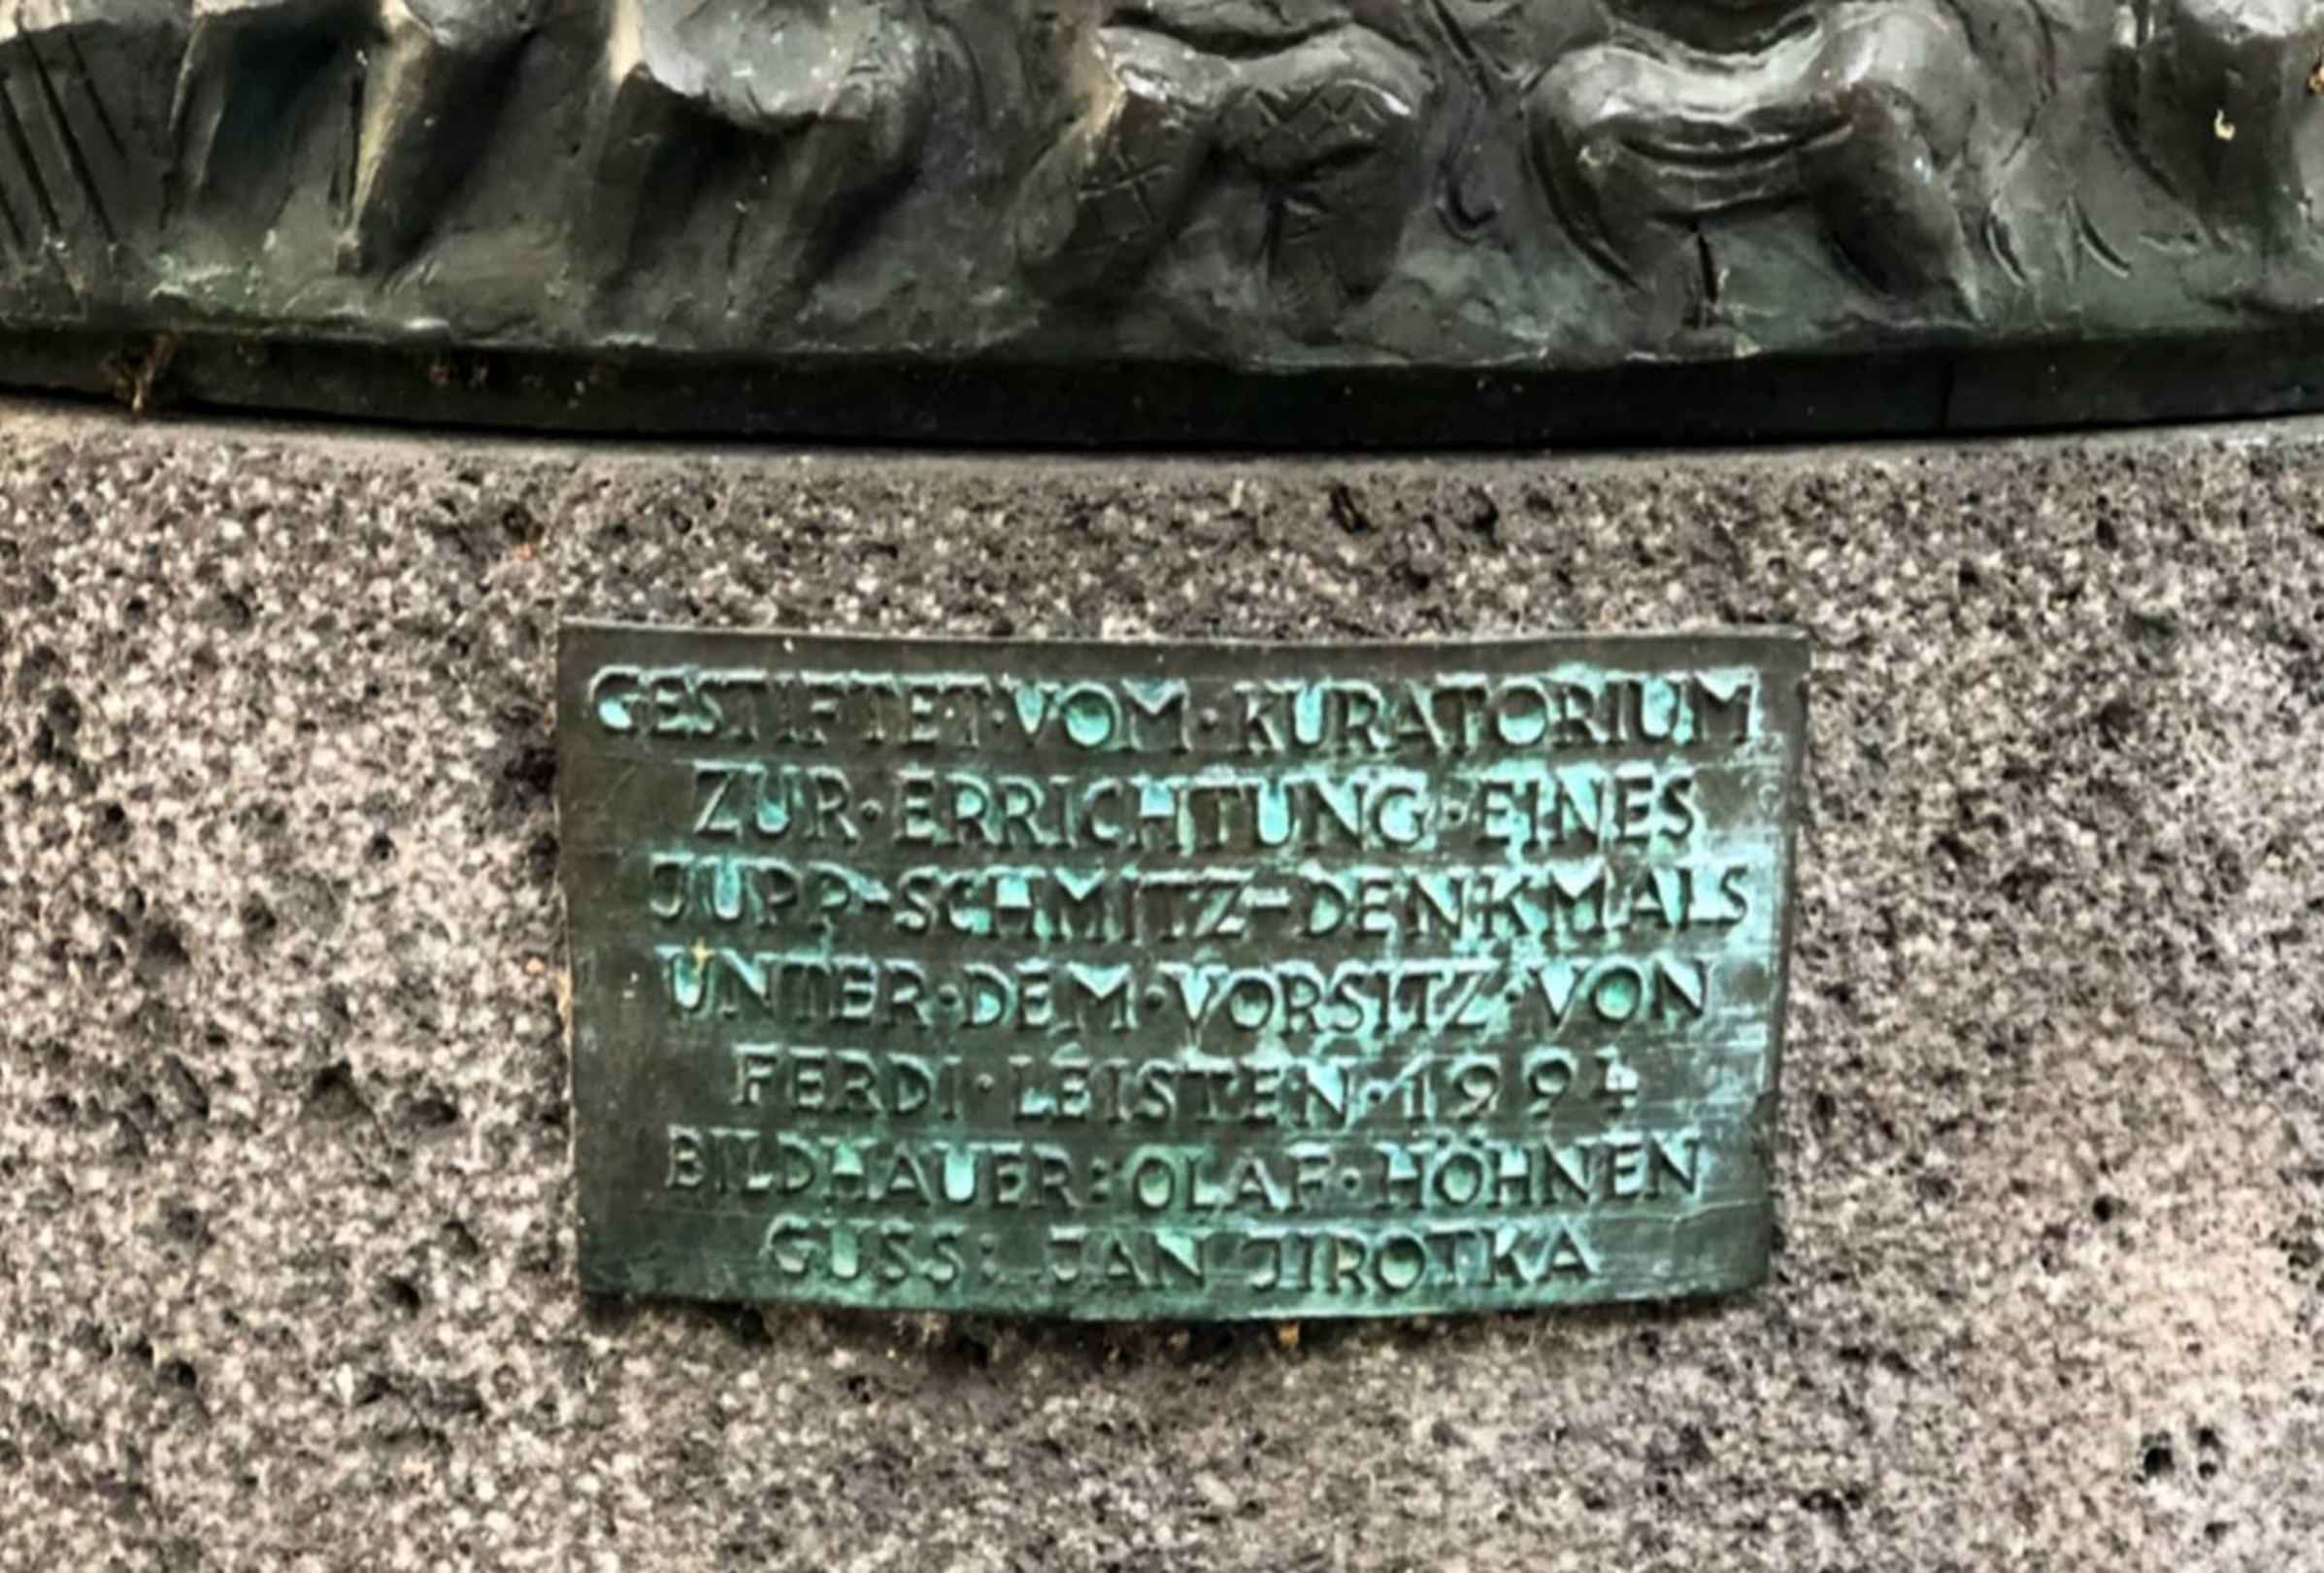 GESTIFTET·VOM·KURATORIUM
ZUR·ERRICHTUNG·EINES
JUPP-SCHMITZ-DENKMALS
UNTER·DEM·VORSITZ·VON
FERDI·LEISTEN·1994
BILDHAUER:OLAF·HÖHNEN
GUSS: JAN JIROTKA